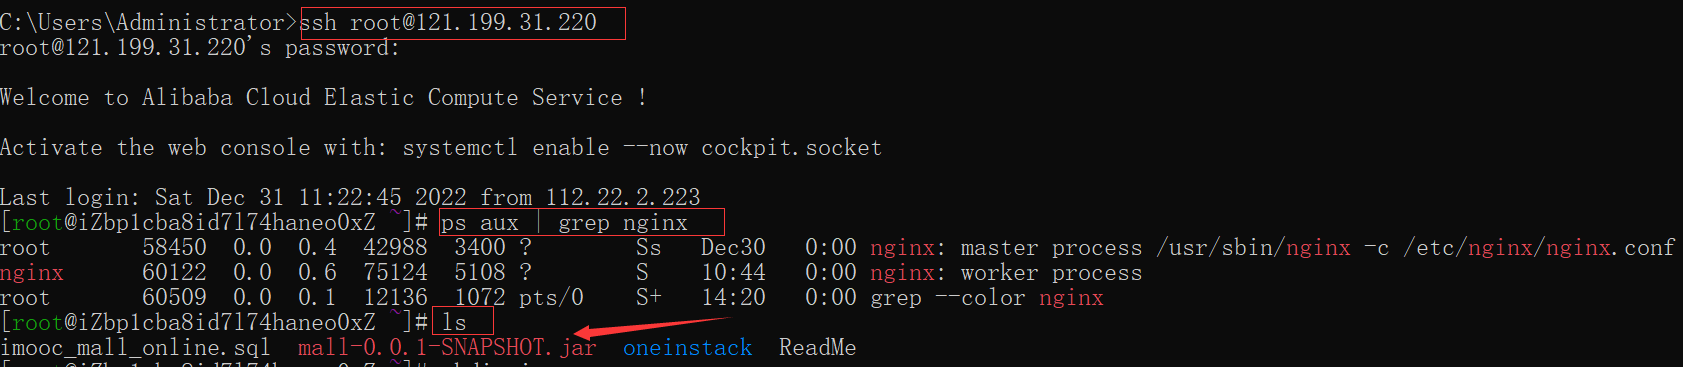 C:\Users\Administrator>ssh root@121.199.31.220
root@121.199.31.220's password:
Welcome to Alibaba Cloud Elastic Compute Service !
Activate the web console with: systemctl enable --now cockpit.socket
Last login: Sat Dec 31 11:22:45 2022 from 112.22.2.223
[root@iZbp1cba8id7l74haneo0xZ ~]# ps aux | grep nginx
root      58450  0.0  0.4  42988  3400 ?        Ss   Dec30   0:00 nginx: master process /usr/sbin/nginx -c /etc/nginx/nginx.conf
nginx     60122  0.0  0.6  75124  5108 ?        S    10:44   0:00 nginx: worker process
root      60509  0.0  0.1  12136  1072 pts/0    S+   14:20   0:00 grep --color nginx
[root@iZbp1cba8id7l74haneo0xZ ~]# ls
imooc_mall_online.sql  mall-0.0.1-SNAPSHOT.jar  oneinstack  ReadMe